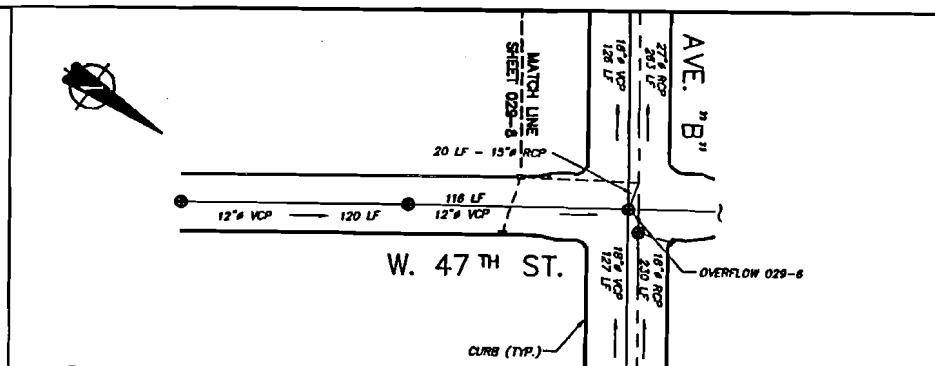 AVE. "B"
27"ø RCP
263 LF
18"ø VCP
126 LF
MATCH LINE
SHEET 029-8
20 LF - 15"ø RCP
116 LF
12"ø VCP
120 LF
12"ø VCP
W. 47TH ST.
OVERFLOW 029-6
18"ø RCP
230 LF
18"ø VCP
127 LF
CURB (TYP.)